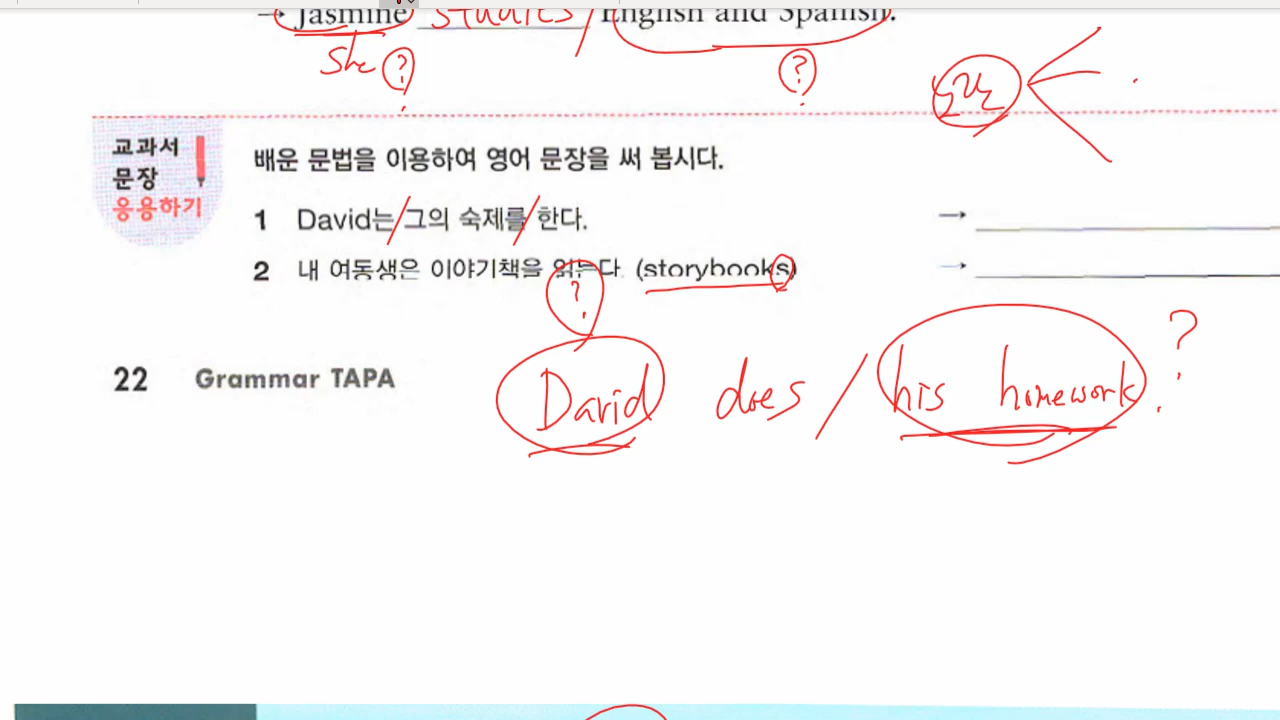 → Jasmine studies / English and Spanish.
She ? ?
교과서
문장
응용하기
배운 문법을 이용하여 영어 문장을 써 봅시다.
1 David는 / 그의 숙제를 / 한다. →
2 내 여동생은 이야기책을 읽는다. (storybooks) →
?
David does / his homework ?
22 Grammar TAPA